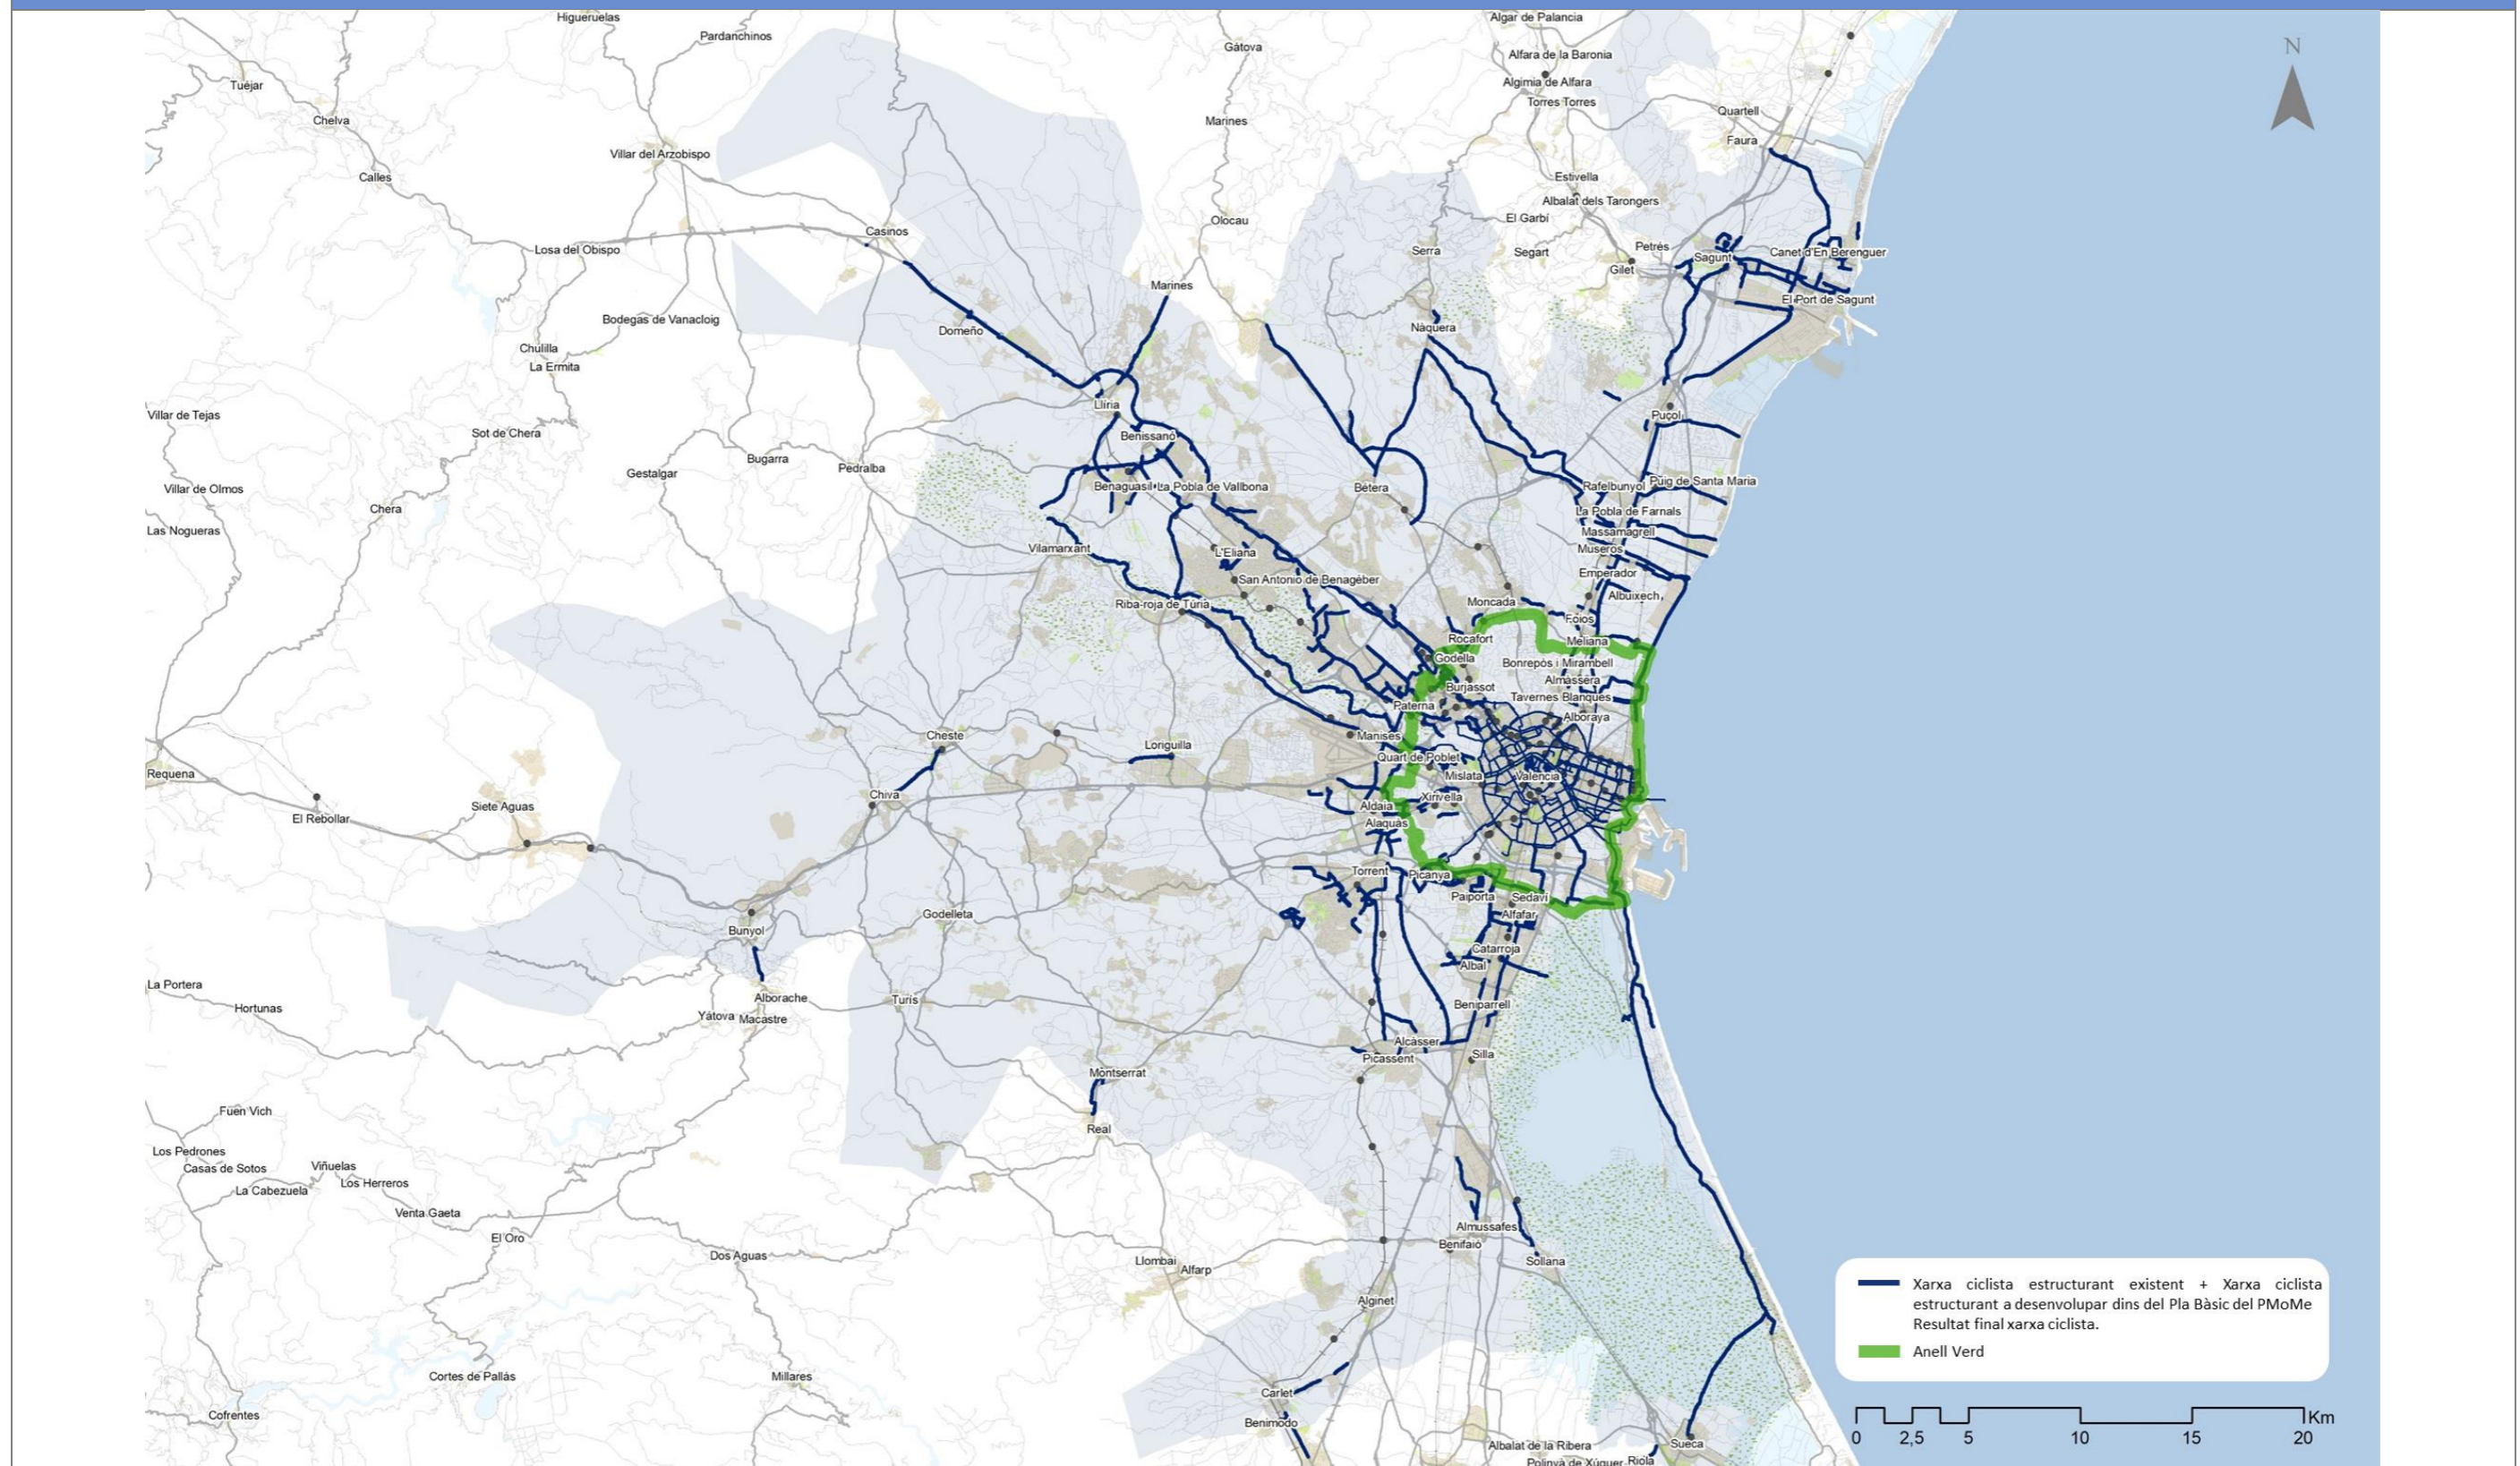 Higueruelas
Algar de Palancia
Pardanchinos
Gátova
Alfara de la Baronia
Algimia de Alfara
Torres Torres
Tuéjar
Chelva
Marines
Quartell
Faura
Villar del Arzobispo
Calles
Estivella
Albalat dels Tarongers
El Garbí
Olocau
Casinos
Losa del Obispo
Serra
Segart
Petrés
Gilet
Sagunt
Canet d'En Berenguer
El Port de Sagunt
Marines
Bodegas de Vanacloig
Domeño
Nàquera
Chulilla
La Ermita
Villar de Tejas
Llíria
Puçol
Sot de Chera
Benissanó
Gestalgar
Bugarra
Pedralba
Villar de Olmos
Benaguasil
La Pobla de Vallbona
Bétera
Rafelbunyol
Puig de Santa Maria
Chera
La Pobla de Farnals
Las Nogueras
Massamagrell
Vilamarxant
L'Eliana
Museros
San Antonio de Benagéber
Emperador
Riba-roja de Túria
Moncada
Albuixech
Foios
Rocafort
Meliana
Godella
Bonrepòs i Mirambell
Almàssera
Burjassot
Tavernes Blanques
Paterna
Alboraya
Cheste
Loriguilla
Manises
Quart de Poblet
Requena
Mislata
Valencia
Chiva
Xirivella
Siete Aguas
Aldaia
El Rebollar
Alaquàs
Torrent
Picanya
Paiporta
Sedaví
Godelleta
Alfafar
Bunyol
Catarroja
Albal
La Portera
Hortunas
Alborache
Turís
Beniparrell
Yátova
Macastre
Alcàsser
Picassent
Silla
Montserrat
Fuen Vich
Real
Los Pedrones
Casas de Sotos
Viñuelas
La Cabezuela
Los Herreros
Venta Gaeta
Almussafes
El Oro
Benifaió
Dos Aguas
Llombai
Alfarp
Sollana
Alginet
Cortes de Pallás
Millares
Carlet
Cofrentes
Benimodo
Albalat de la Ribera
Sueca
Polinyà de Xúquer
Riola
N
Xarxa ciclista estructurant existent + Xarxa ciclista
estructurant a desenvolupar dins del Pla Bàsic del PMoMe
Resultat final xarxa ciclista.
Anell Verd
Km
0 2,5 5 10 15 20